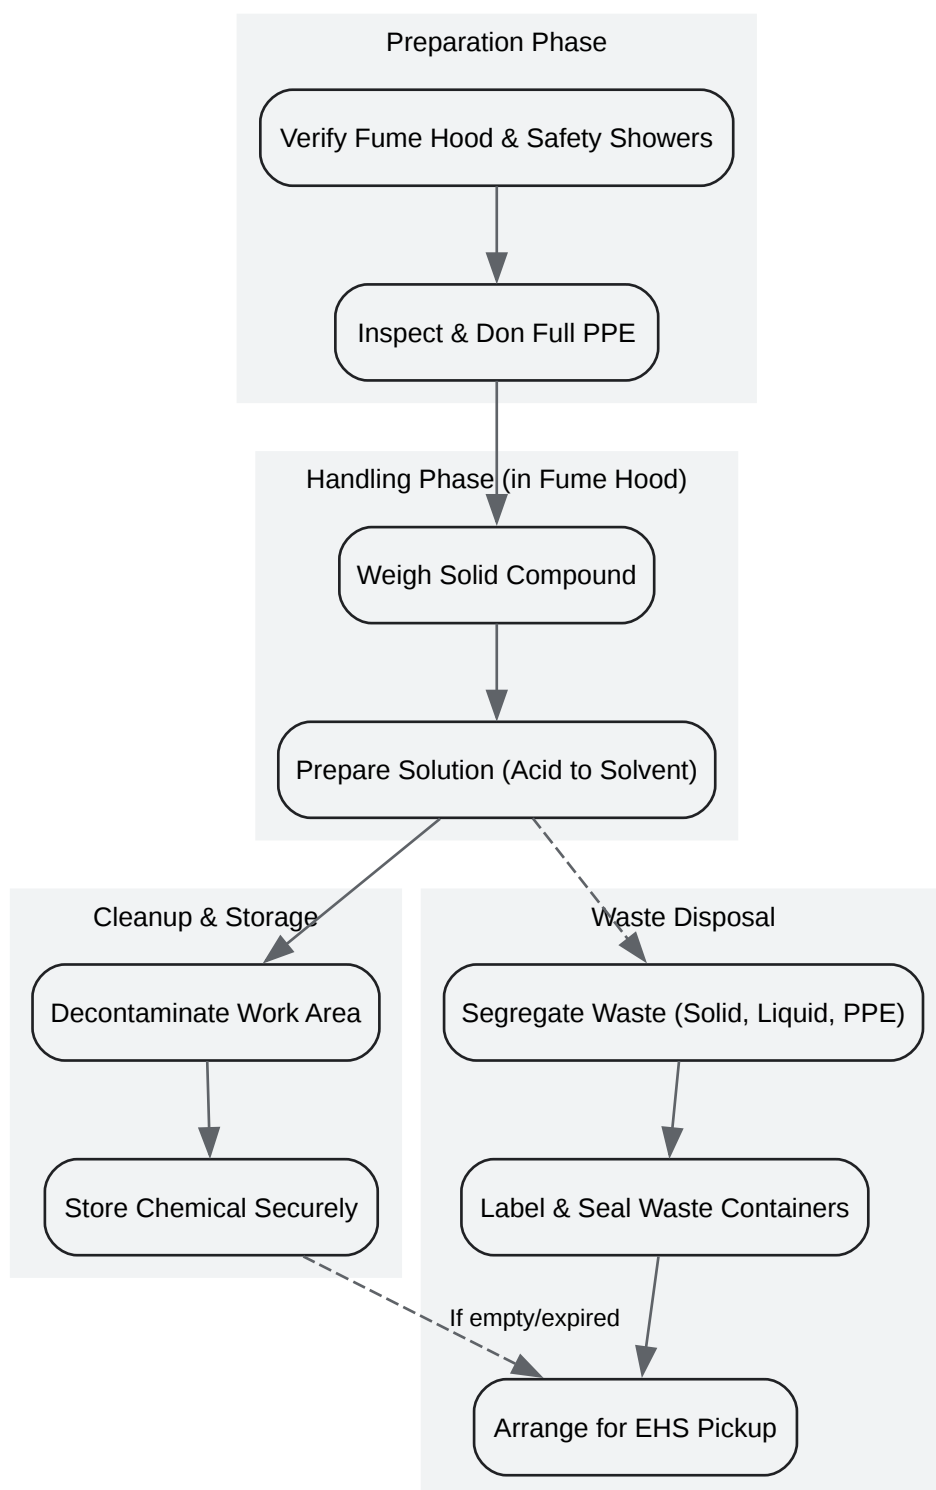 Preparation Phase
Verify Fume Hood & Safety Showers
Inspect & Don Full PPE
Handling Phase (in Fume Hood)
Weigh Solid Compound
Prepare Solution (Acid to Solvent)
Cleanup & Storage
Decontaminate Work Area
Store Chemical Securely
Waste Disposal
Segregate Waste (Solid, Liquid, PPE)
Label & Seal Waste Containers
If empty/expired
Arrange for EHS Pickup